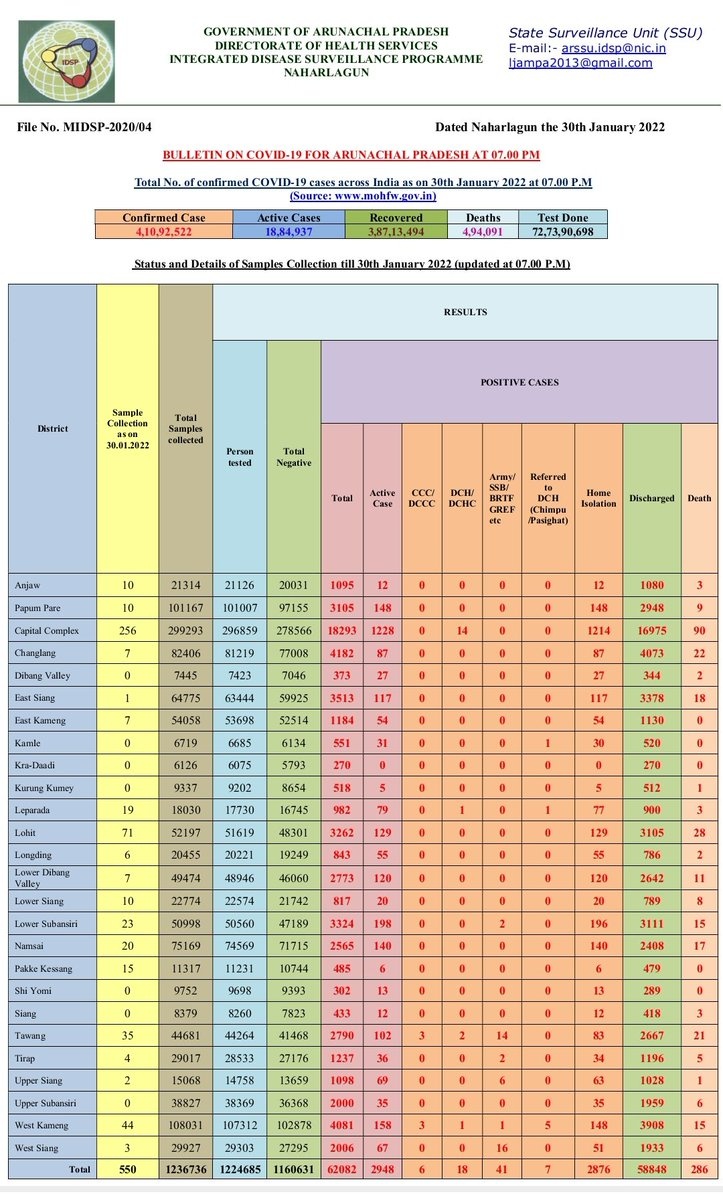 IDSP
GOVERNMENT OF ARUNACHAL PRADESH
DIRECTORATE OF HEALTH SERVICES
INTEGRATED DISEASE SURVEILLANCE PROGRAMME
NAHARLAGUN
State Surveillance Unit (SSU)
E-mail:- arssu.idsp@nic.in
ljampa2013@gmail.com
File No. MIDSP-2020/04 Dated Naharlagun the 30th January 2022
BULLETIN ON COVID-19 FOR ARUNACHAL PRADESH AT 07.00 PM
Total No. of confirmed COVID-19 cases across India as on 30th January 2022 at 07.00 P.M
(Source: www.mohfw.gov.in)
Confirmed Case Active Cases Recovered Deaths Test Done
4,10,92,522 18,84,937 3,87,13,494 4,94,091 72,73,90,698
Status and Details of Samples Collection till 30th January 2022 (updated at 07.00 P.M)
RESULTS
POSITIVE CASES
District
Sample
Collection
as on
30.01.2022
Total
Samples
collected
Person
tested
Total
Negative
Total
Active
Case
CCC/
DCCC
DCH/
DCHC
Army/
SSB/
BRTF
GREF
etc
Referred
to
DCH
(Chimpu
/Pasighat)
Home
Isolation
Discharged
Death
Anjaw 10 21314 21126 20031 1095 12 0 0 0 0 12 1080 3
Papum Pare 10 101167 101007 97155 3105 148 0 0 0 0 148 2948 9
Capital Complex 256 299293 296859 278566 18293 1228 0 14 0 0 1214 16975 90
Changlang 7 82406 81219 77008 4182 87 0 0 0 0 87 4073 22
Dibang Valley 0 7445 7423 7046 373 27 0 0 0 0 27 344 2
East Siang 1 64775 63444 59925 3513 117 0 0 0 0 117 3378 18
East Kameng 7 54058 53698 52514 1184 54 0 0 0 0 54 1130 0
Kamle 0 6719 6685 6134 551 31 0 0 0 1 30 520 0
Kra-Daadi 0 6126 6075 5793 270 0 0 0 0 0 0 270 0
Kurung Kumey 0 9337 9202 8654 518 5 0 0 0 0 5 512 1
Leparada 19 18030 17730 16745 982 79 0 1 0 1 77 900 3
Lohit 71 52197 51619 48301 3262 129 0 0 0 0 129 3105 28
Longding 6 20455 20221 19249 843 55 0 0 0 0 55 786 2
Lower Dibang
Valley 7 49474 48946 46060 2773 120 0 0 0 0 120 2642 11
Lower Siang 10 22774 22574 21742 817 20 0 0 0 0 20 789 8
Lower Subansiri 23 50998 50560 47189 3324 198 0 0 2 0 196 3111 15
Namsai 20 75169 74569 71715 2565 140 0 0 0 0 140 2408 17
Pakke Kessang 15 11317 11231 10744 485 6 0 0 0 0 6 479 0
Shi Yomi 0 9752 9698 9393 302 13 0 0 0 0 13 289 0
Siang 0 8379 8260 7823 433 12 0 0 0 0 12 418 3
Tawang 35 44681 44264 41468 2790 102 3 2 14 0 83 2667 21
Tirap 4 29017 28533 27176 1237 36 0 0 2 0 34 1196 5
Upper Siang 2 15068 14758 13659 1098 69 0 0 6 0 63 1028 1
Upper Subansiri 0 38827 38369 36368 2000 35 0 0 0 0 35 1959 6
West Kameng 44 108031 107312 102878 4081 158 3 1 1 5 148 3908 15
West Siang 3 29927 29303 27295 2006 67 0 0 16 0 51 1933 6
Total 550 1236736 1224685 1160631 62082 2948 6 18 41 7 2876 58848 286